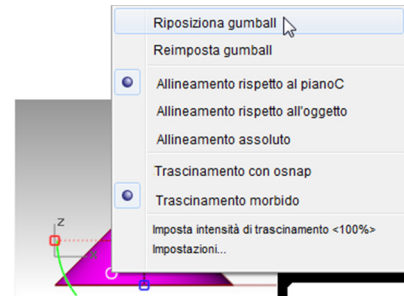 Riposiziona gumball
Reimposta gumball
Allineamento rispetto al pianoC
Allineamento rispetto all'oggetto
Allineamento assoluto
Trascinamento con osnap
Trascinamento morbido
Imposta intensità di trascinamento <100%>
Impostazioni...
z